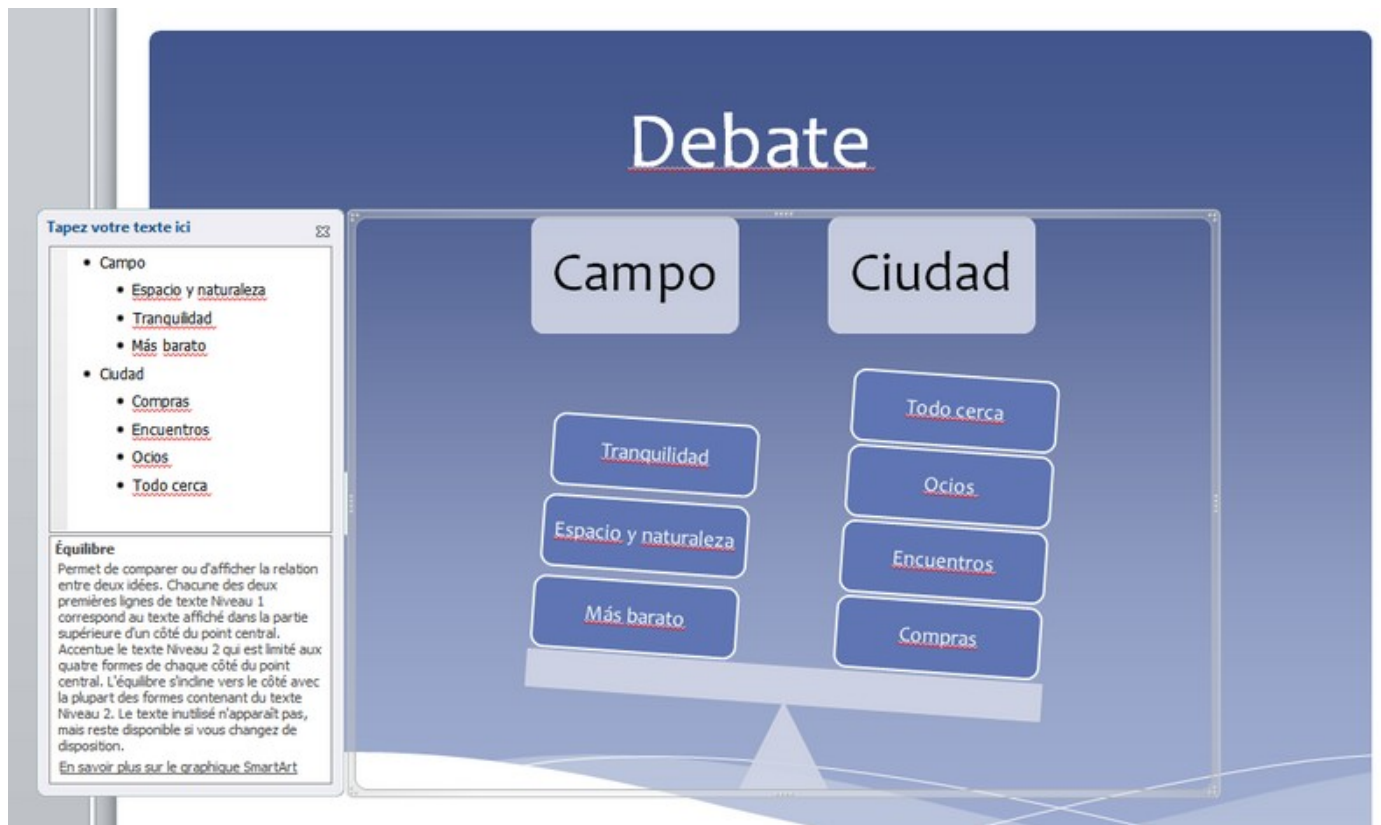 Debate
Tapez votre texte ici
Campo
Espacio y naturaleza
Tranquilidad
Más barato
Ciudad
Compras
Encuentros
Ocios
Todo cerca
Équilibre
Permet de comparer ou d'afficher la relation
entre deux idées. Chacune des deux
premières lignes de texte Niveau 1
correspond au texte affiché dans la partie
supérieure d'un côté du point central.
Accentue le texte Niveau 2 qui est limité aux
quatre formes de chaque côté du point
central. L'équilibre s'incline vers le côté avec
la plupart des formes contenant du texte
Niveau 2. Le texte inutilisé n'apparaît pas,
mais reste disponible si vous changez de
disposition.
En savoir plus sur le graphique SmartArt
Campo
Ciudad
Tranquilidad
Espacio y naturaleza
Más barato
Todo cerca
Ocios
Encuentros
Compras